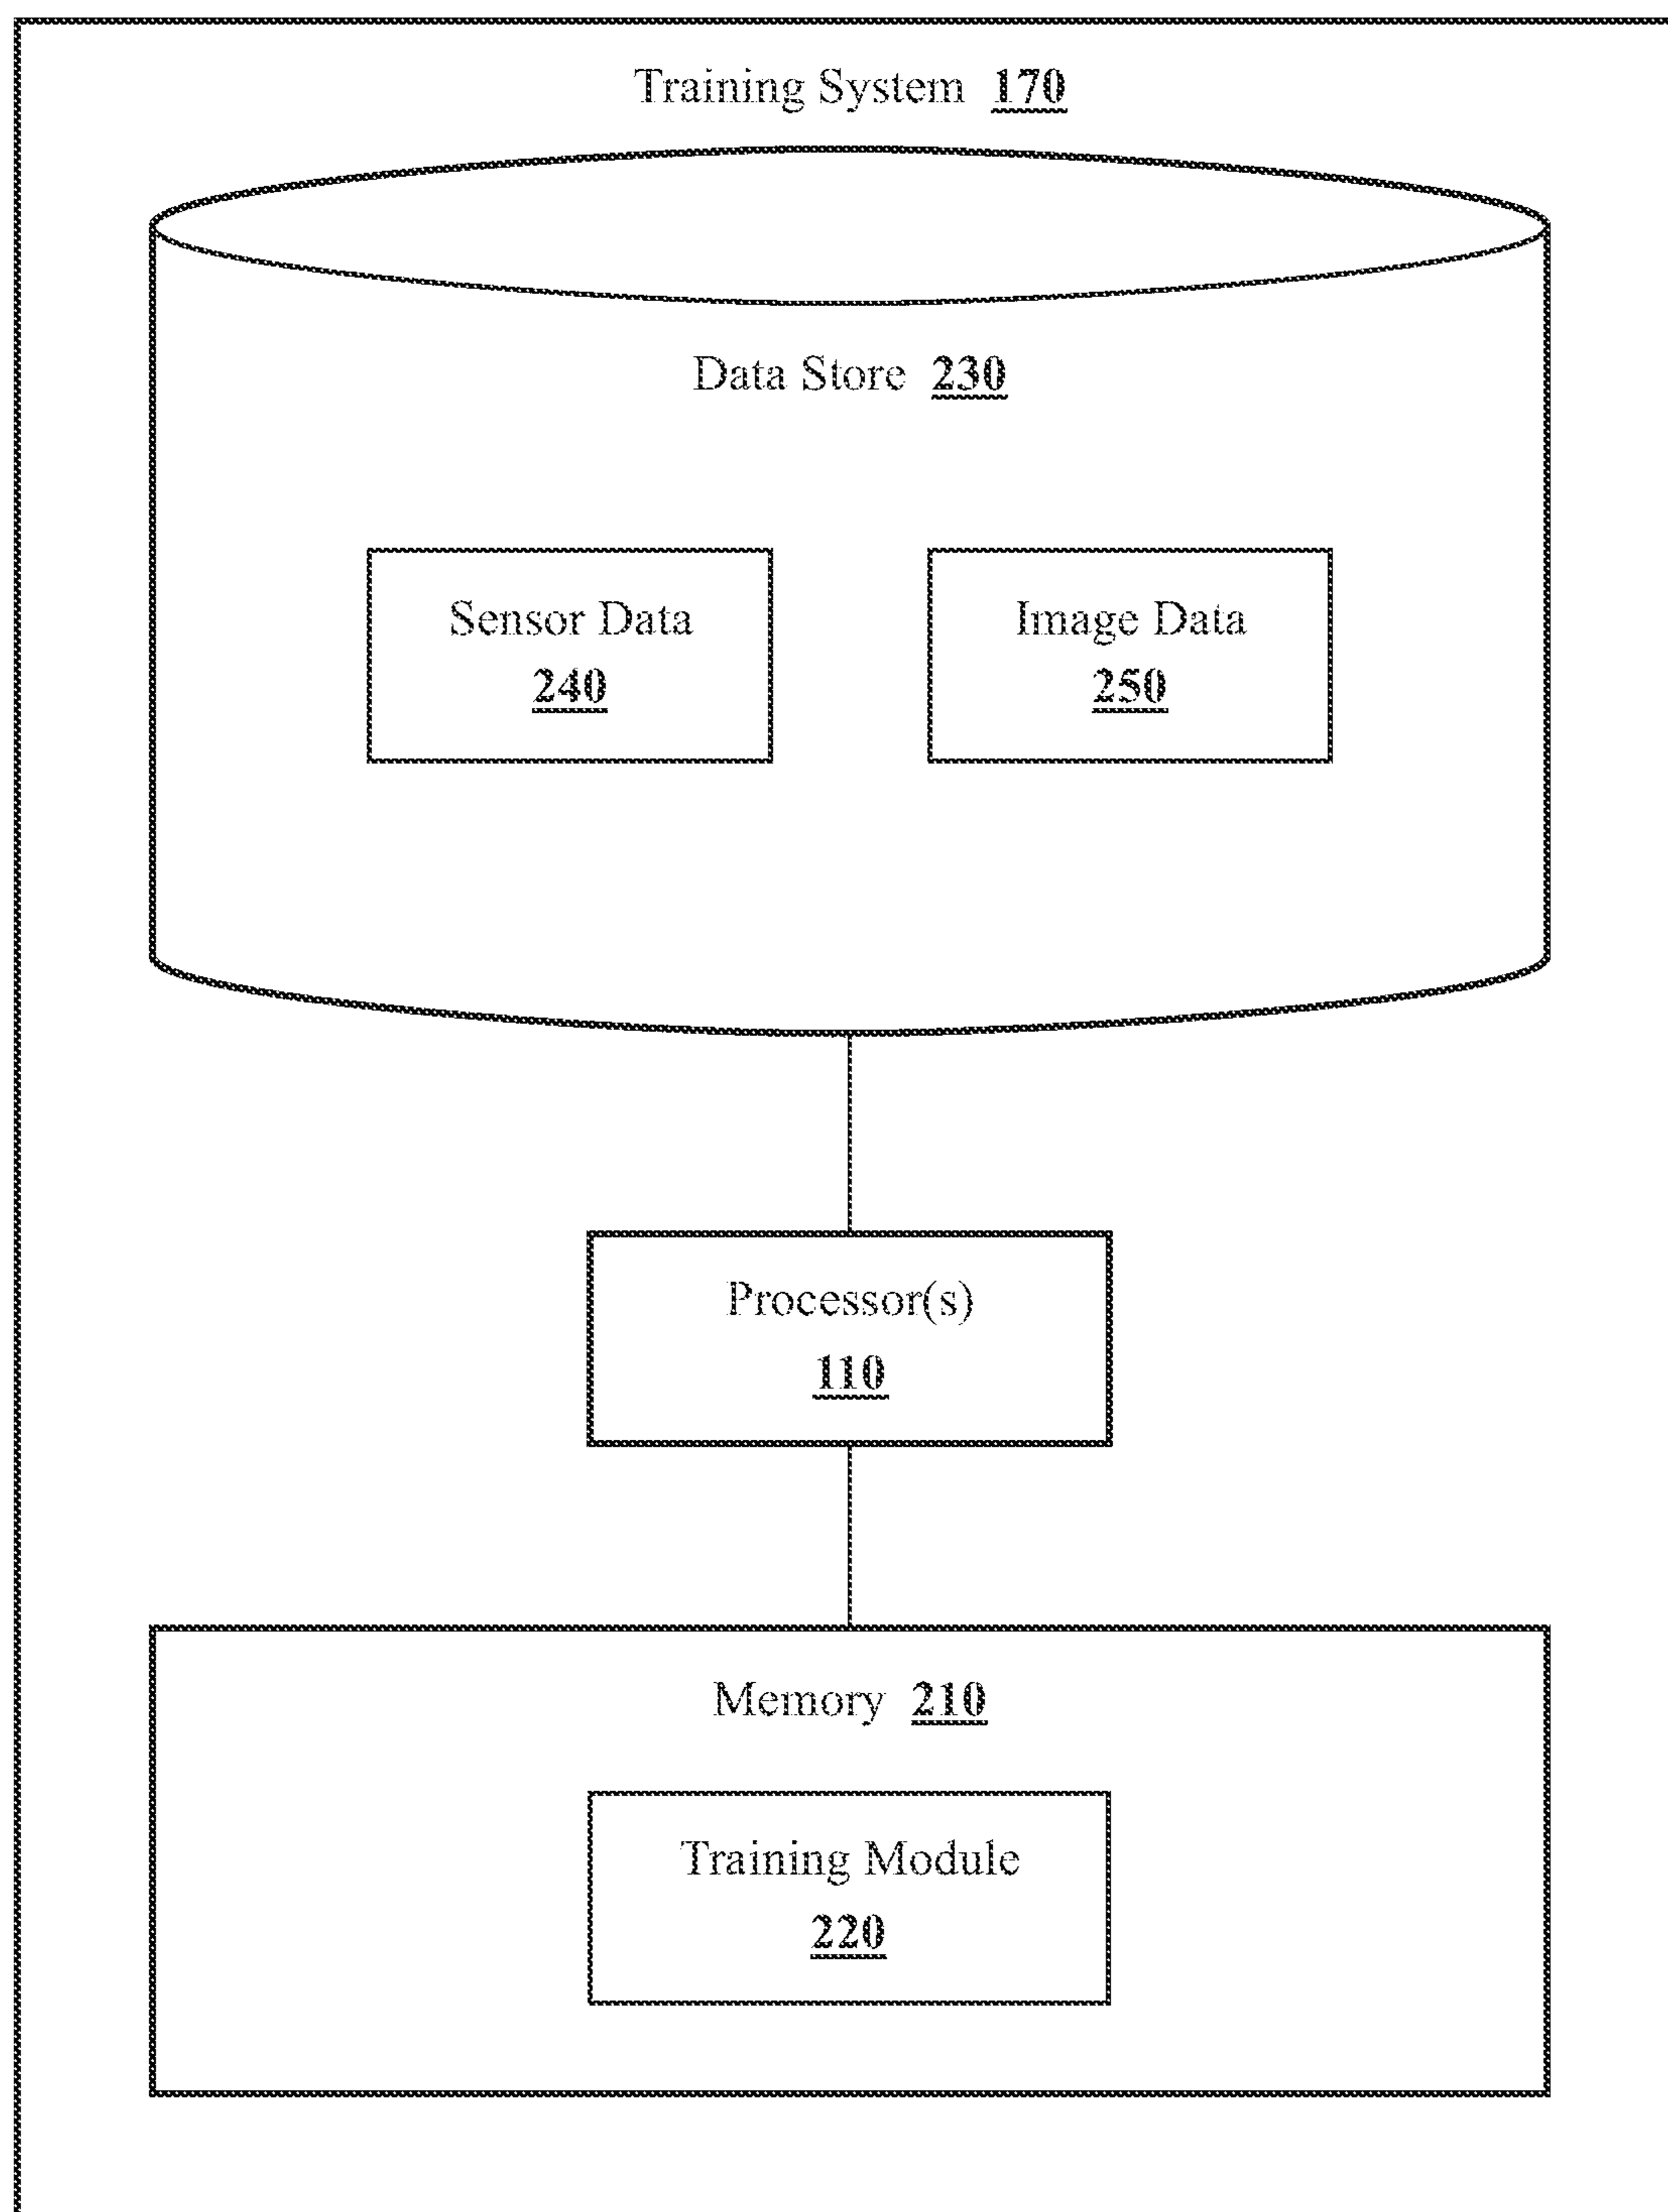 Training System 170
Data Store 230
Sensor Data
240
Image Data
250
Processor(s)
110
Memory 210
Training Module
220